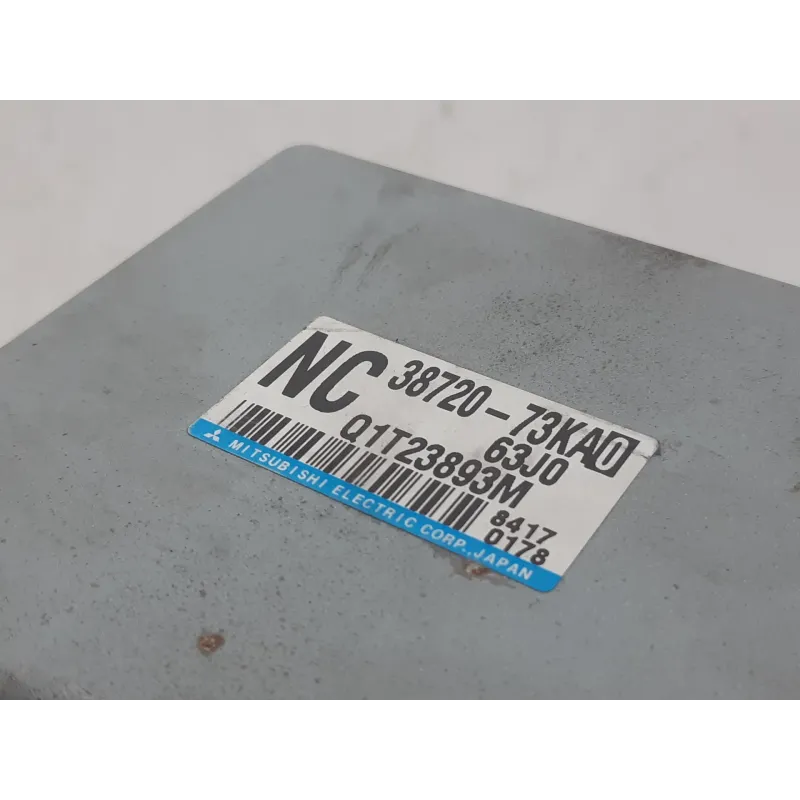 NC 38720-73KA0
63J0
Q1T23893M
8417
0178
MITSUBISHI ELECTRIC CORP.,JAPAN